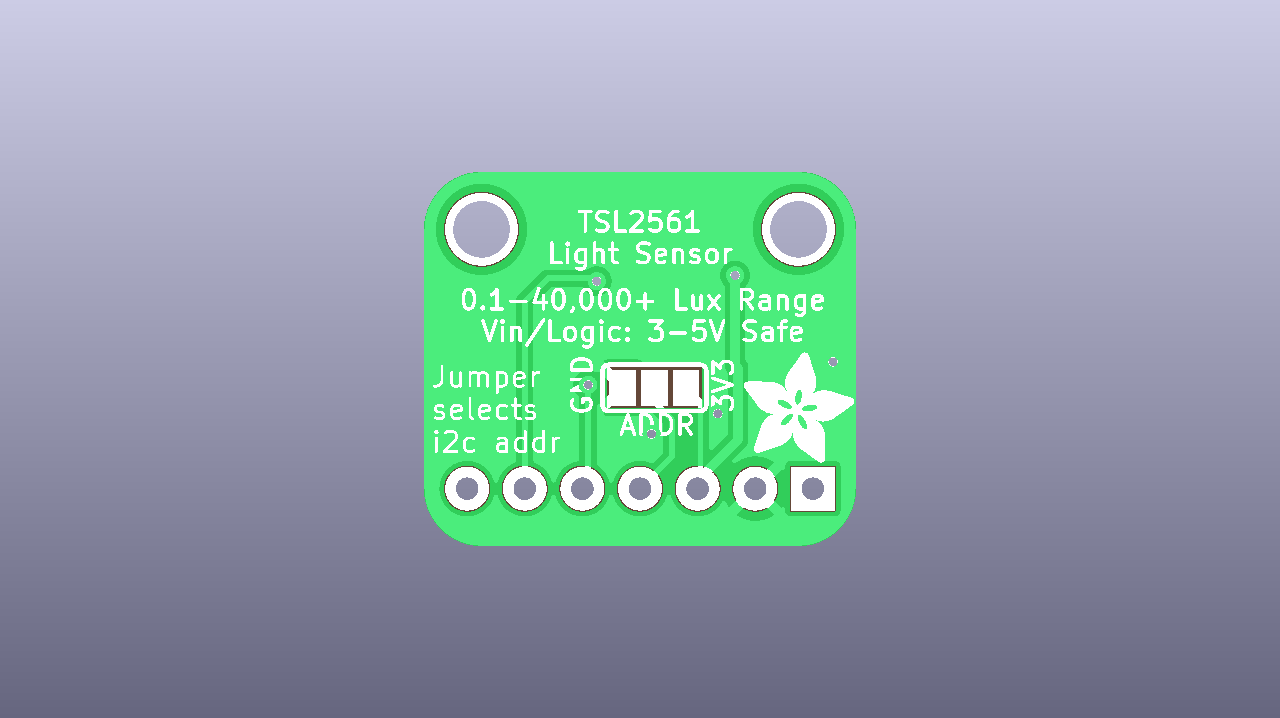 TSL2561
Light Sensor
0.1-40,000+ Lux Range
Vin/Logic: 3-5V Safe
Jumper
selects
i2c addr
GND
3V3
ADDR